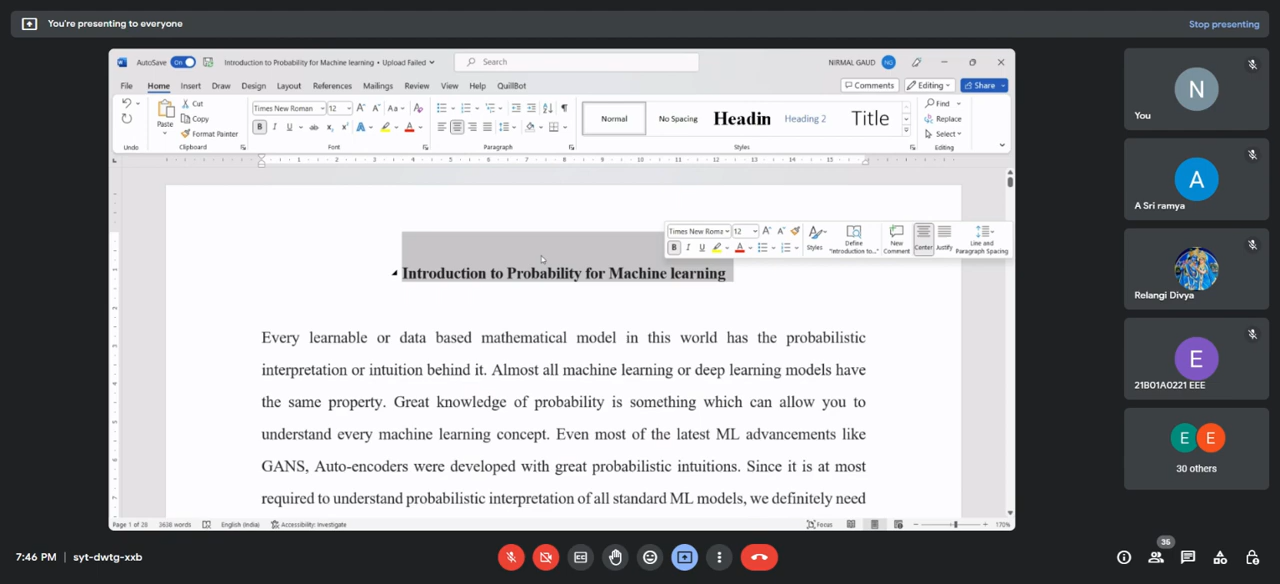 You're presenting to everyone
Stop presenting
AutoSave On Introduction to Probability for Machine learning • Upload Failed Search NIRMAL GAUD NG
File Home Insert Draw Design Layout References Mailings Review View Help QuillBot Comments Editing Share
Paste Cut Copy Format Painter
Times New Roman 12
Normal No Spacing Headin Heading 2 Title
Find Replace Select
Undo Clipboard Font Paragraph Styles Editing
Times New Roma 12
Styles Define "Introduction to..." New Comment Center Justify Line and Paragraph Spacing
Introduction to Probability for Machine learning
Every learnable or data based mathematical model in this world has the probabilistic
interpretation or intuition behind it. Almost all machine learning or deep learning models have
the same property. Great knowledge of probability is something which can allow you to
understand every machine learning concept. Even most of the latest ML advancements like
GANS, Auto-encoders were developed with great probabilistic intuitions. Since it is at most
required to understand probabilistic interpretation of all standard ML models, we definitely need
Page 1 of 28 3638 words English (India) Accessibility: Investigate Focus 170%
N
You
A
A Sri ramya
Relangi Divya
E
21B01A0221 EEE
E E
30 others
7:46 PM | syt-dwtg-xxb
35